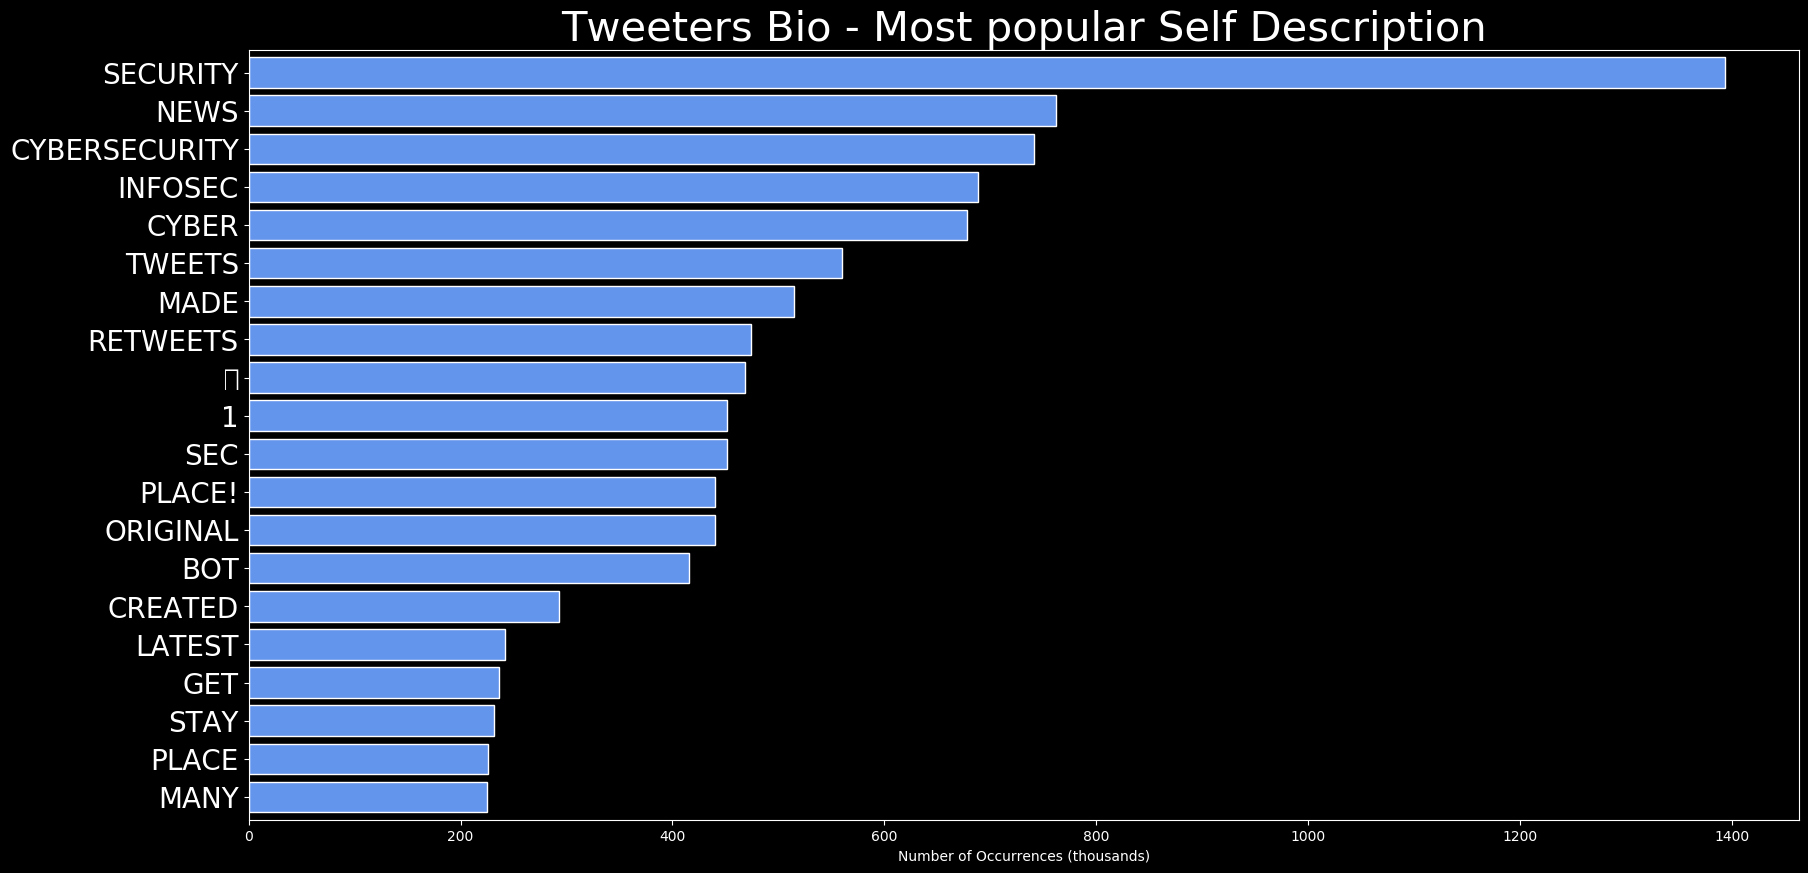 Tweeters Bio - Most popular Self Description
SECURITY
NEWS
CYBERSECURITY
INFOSEC
CYBER
TWEETS
MADE
RETWEETS
1
SEC
PLACE!
ORIGINAL
BOT
CREATED
LATEST
GET
STAY
PLACE
MANY
0 200 400 600 800 1000 1200 1400
Number of Occurrences (thousands)